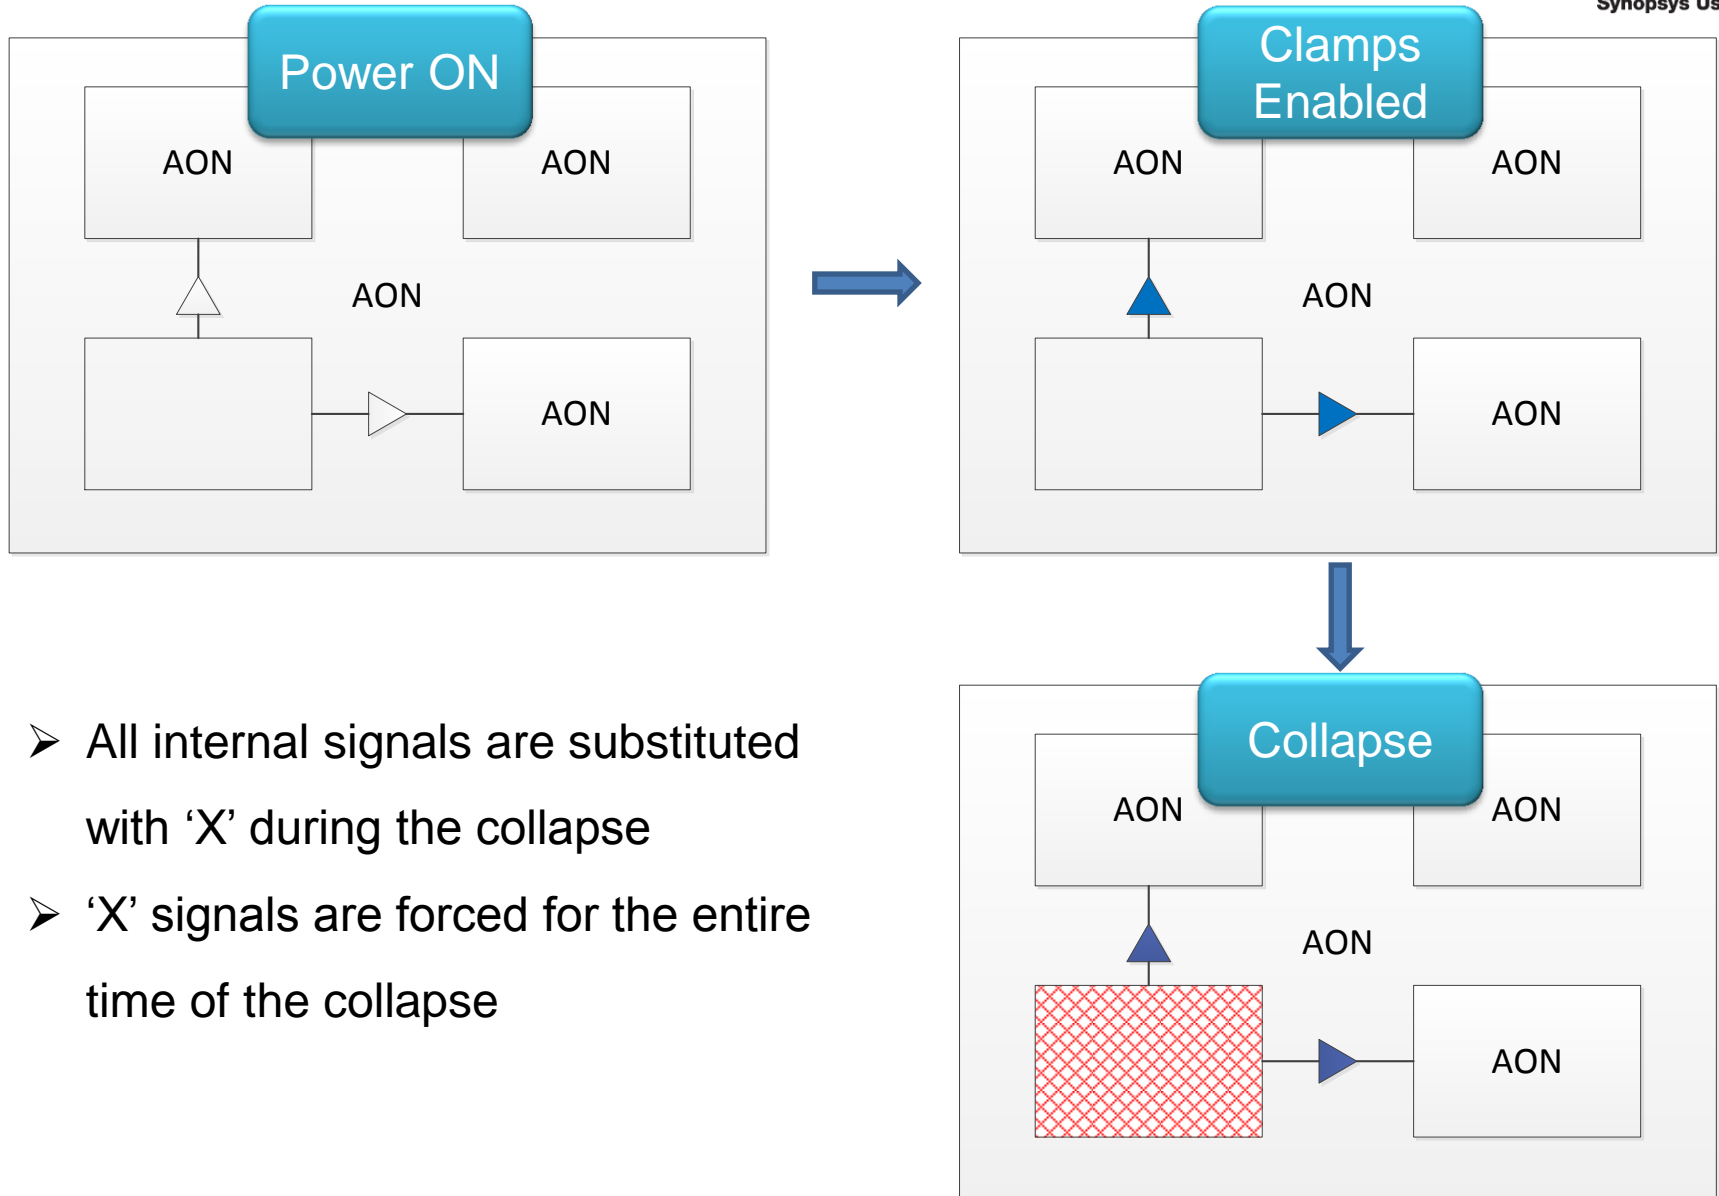 Synopsys Us
Power ON
AON
AON
AON
AON
Clamps
Enabled
AON
AON
AON
AON
➢ All internal signals are substituted
with ‘X’ during the collapse
➢ ‘X’ signals are forced for the entire
time of the collapse
Collapse
AON
AON
AON
AON